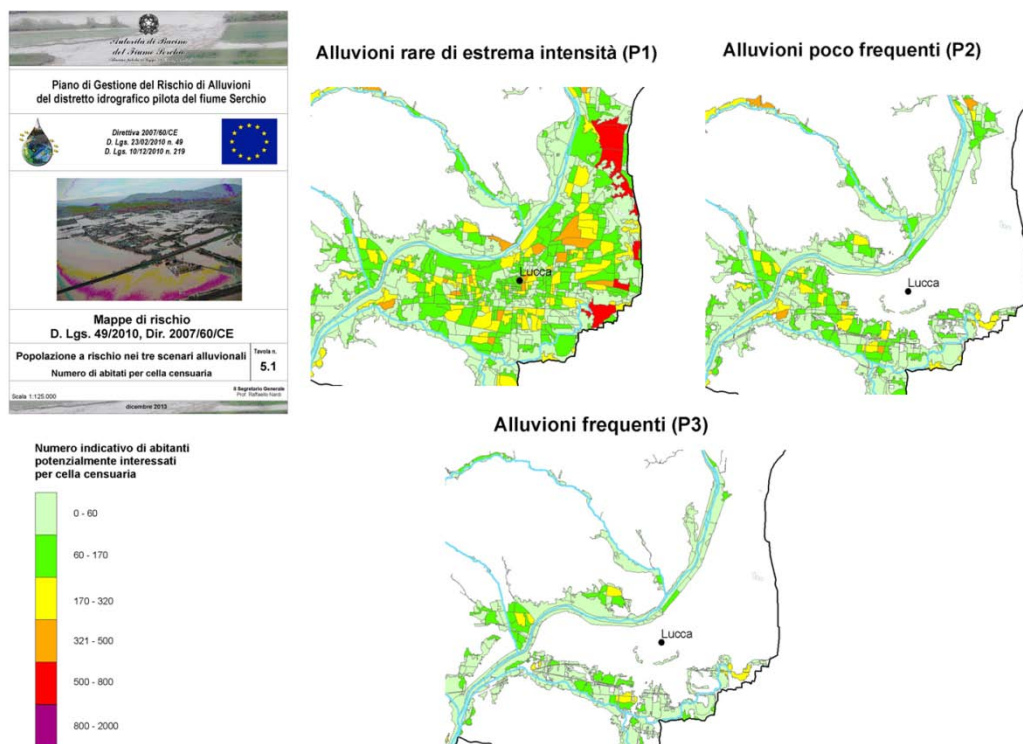 Autorità di Bacino
del Fiume Serchio
Piano di Gestione del Rischio di Alluvioni
del distretto idrografico pilota del fiume Serchio
Direttiva 2007/60/CE
D. Lgs. 23/02/2010 n. 49
D. Lgs. 10/12/2010 n. 219
Mappe di rischio
D. Lgs. 49/2010, Dir. 2007/60/CE
Popolazione a rischio nei tre scenari alluvionali
Numero di abitati per cella censuaria
Tavola n.
5.1
Scala 1:125.000
Il Segretario Generale
Prof. Raffaello Nardi
dicembre 2013
Alluvioni rare di estrema intensità (P1)
Lucca
Alluvioni poco frequenti (P2)
Lucca
Alluvioni frequenti (P3)
Lucca
Numero indicativo di abitanti
potenzialmente interessati
per cella censuaria
0 - 60
60 - 170
170 - 320
321 - 500
500 - 800
800 - 2000